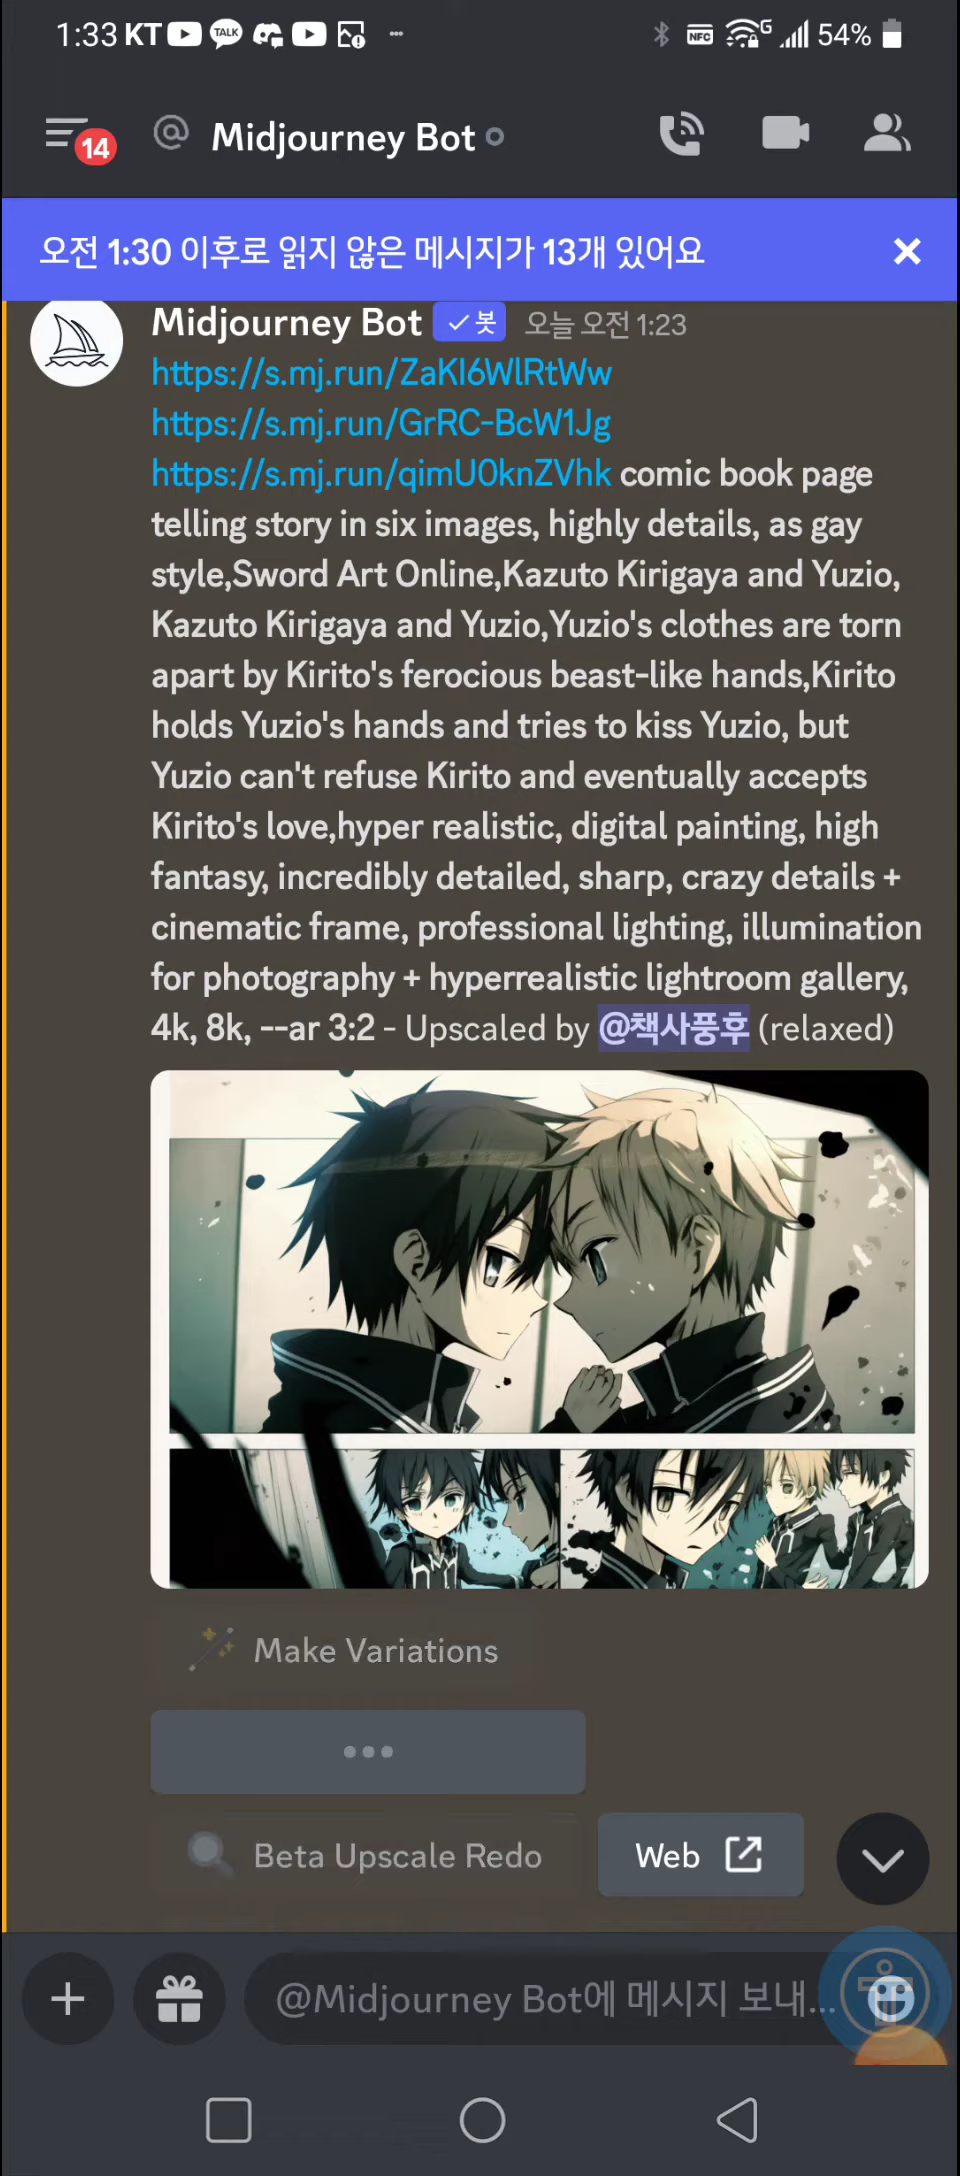 1:33 KT TALK NFC G 54%
14 @ Midjourney Bot
오전 1:30 이후로 읽지 않은 메시지가 13개 있어요
Midjourney Bot 봇 오늘 오전 1:23
https://s.mj.run/ZaKI6WlRtWw
https://s.mj.run/GrRC-BcW1Jg
https://s.mj.run/qimU0knZVhk comic book page
telling story in six images, highly details, as gay
style,Sword Art Online,Kazuto Kirigaya and Yuzio,
Kazuto Kirigaya and Yuzio,Yuzio's clothes are torn
apart by Kirito's ferocious beast-like hands,Kirito
holds Yuzio's hands and tries to kiss Yuzio, but
Yuzio can't refuse Kirito and eventually accepts
Kirito's love,hyper realistic, digital painting, high
fantasy, incredibly detailed, sharp, crazy details +
cinematic frame, professional lighting, illumination
for photography + hyperrealistic lightroom gallery,
4k, 8k, --ar 3:2 - Upscaled by @책사풍후 (relaxed)
Make Variations
Beta Upscale Redo
Web
@Midjourney Bot에 메시지 보내...